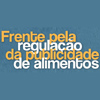 Frente pela
regulação
da publicidade
de alimentos